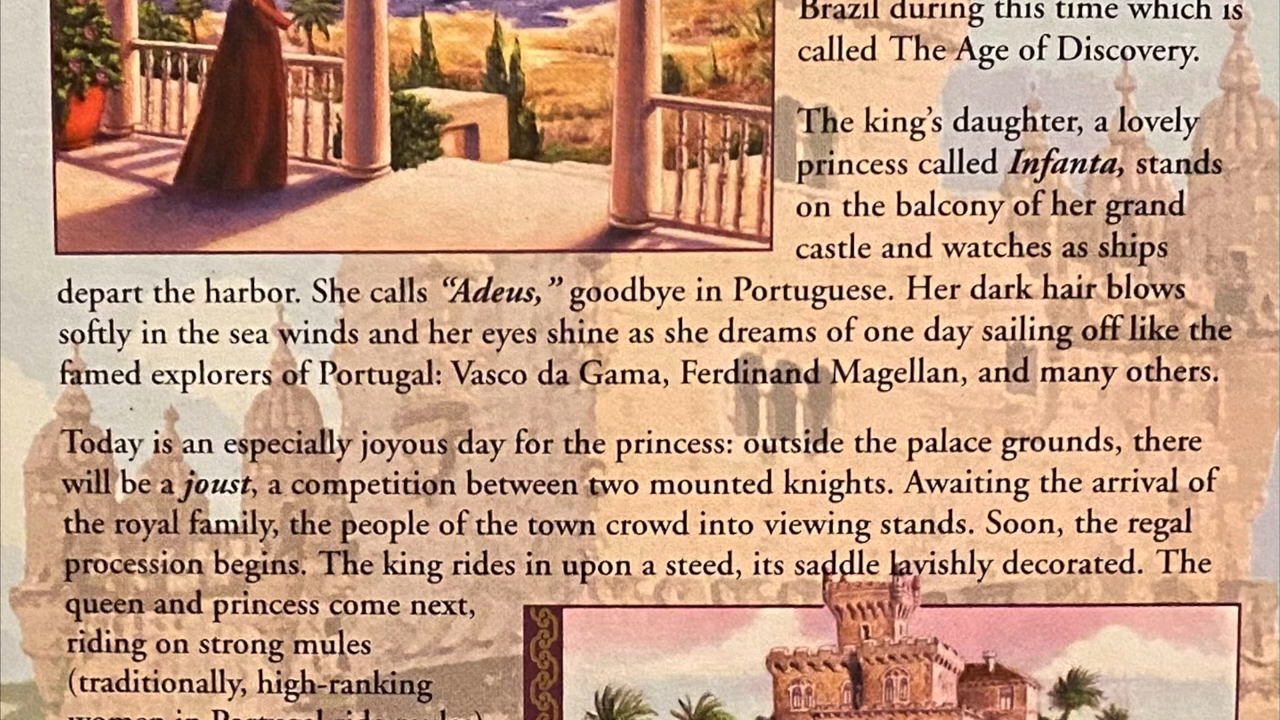 Brazil during this time which is
called The Age of Discovery.
The king's daughter, a lovely
princess called Infanta, stands
on the balcony of her grand
castle and watches as ships
depart the harbor. She calls "Adeus," goodbye in Portuguese. Her dark hair blows
softly in the sea winds and her eyes shine as she dreams of one day sailing off like the
famed explorers of Portugal: Vasco da Gama, Ferdinand Magellan, and many others.
Today is an especially joyous day for the princess: outside the palace grounds, there
will be a joust, a competition between two mounted knights. Awaiting the arrival of
the royal family, the people of the town crowd into viewing stands. Soon, the regal
procession begins. The king rides in upon a steed, its saddle lavishly decorated. The
queen and princess come next,
riding on strong mules
(traditionally, high-ranking
women in Portugal ride mules)